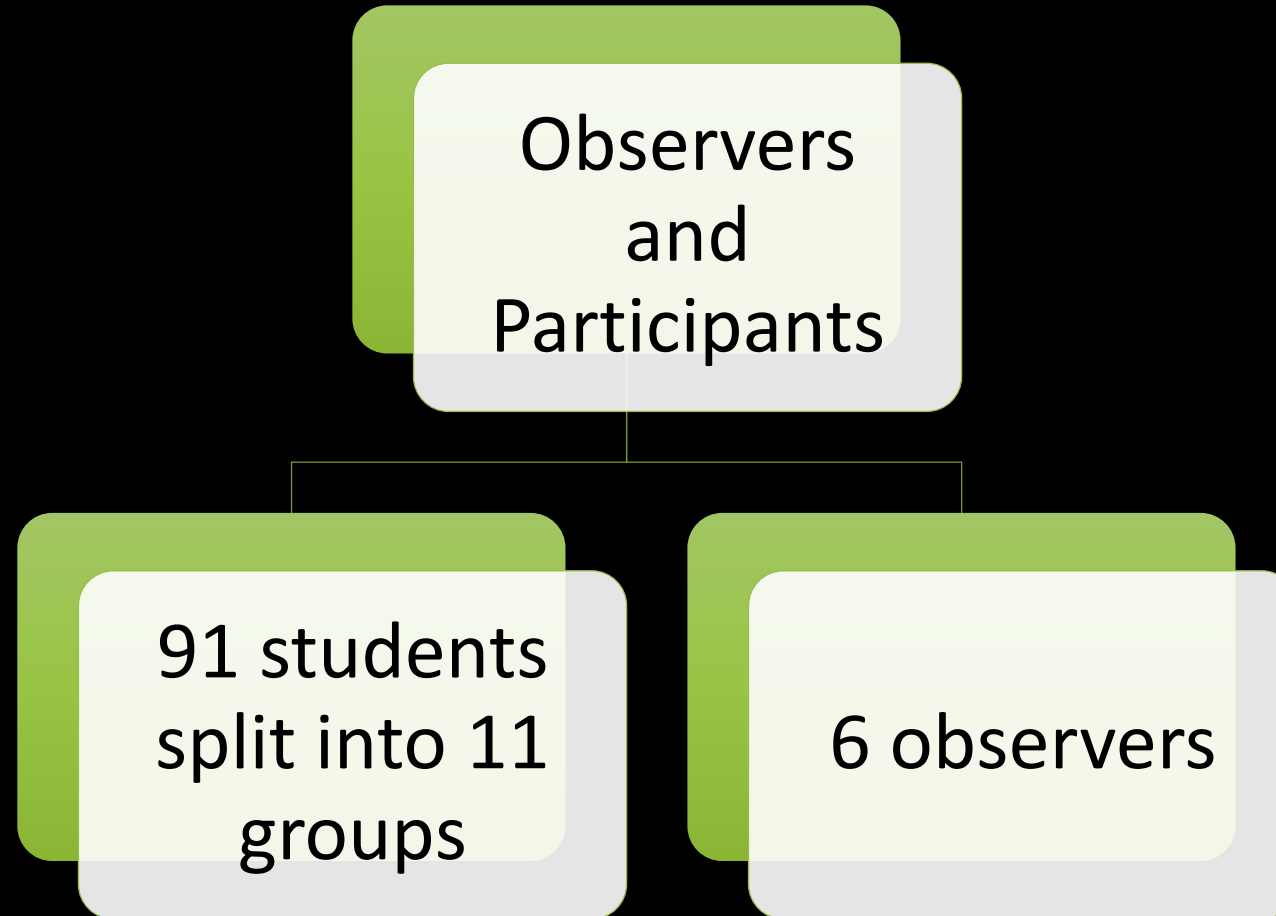 Observers
and
Participants
91 students
split into 11
groups
6 observers